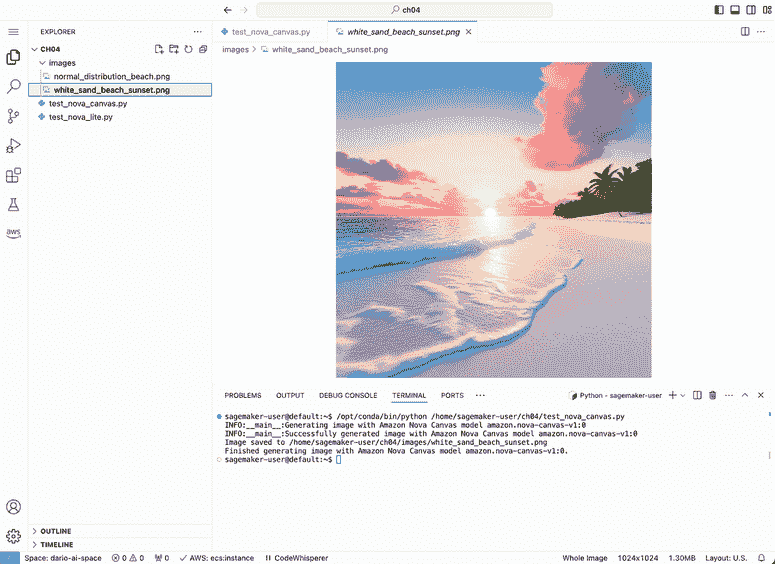 ch04
EXPLORER
CH04
images
normal_distribution_beach.png
white_sand_beach_sunset.png
test_nova_canvas.py
test_nova_lite.py
aws
OUTLINE
TIMELINE
test_nova_canvas.py
white_sand_beach_sunset.png
images > white_sand_beach_sunset.png
PROBLEMS OUTPUT DEBUG CONSOLE TERMINAL PORTS
Python - sagemaker-user
sagemaker-user@default:~$ /opt/conda/bin/python /home/sagemaker-user/ch04/test_nova_canvas.py
INFO:__main__:Generating image with Amazon Nova Canvas model amazon.nova-canvas-v1:0
INFO:__main__:Successfully generated image with Amazon Nova Canvas model amazon.nova-canvas-v1:0
Image saved to /home/sagemaker-user/ch04/images/white_sand_beach_sunset.png
Finished generating image with Amazon Nova Canvas model amazon.nova-canvas-v1:0.
sagemaker-user@default:~$
Space: dario-ai-space 0 0 0 AWS: ecs:instance CodeWhisperer Whole Image 1024x1024 1.30MB Layout: U.S.